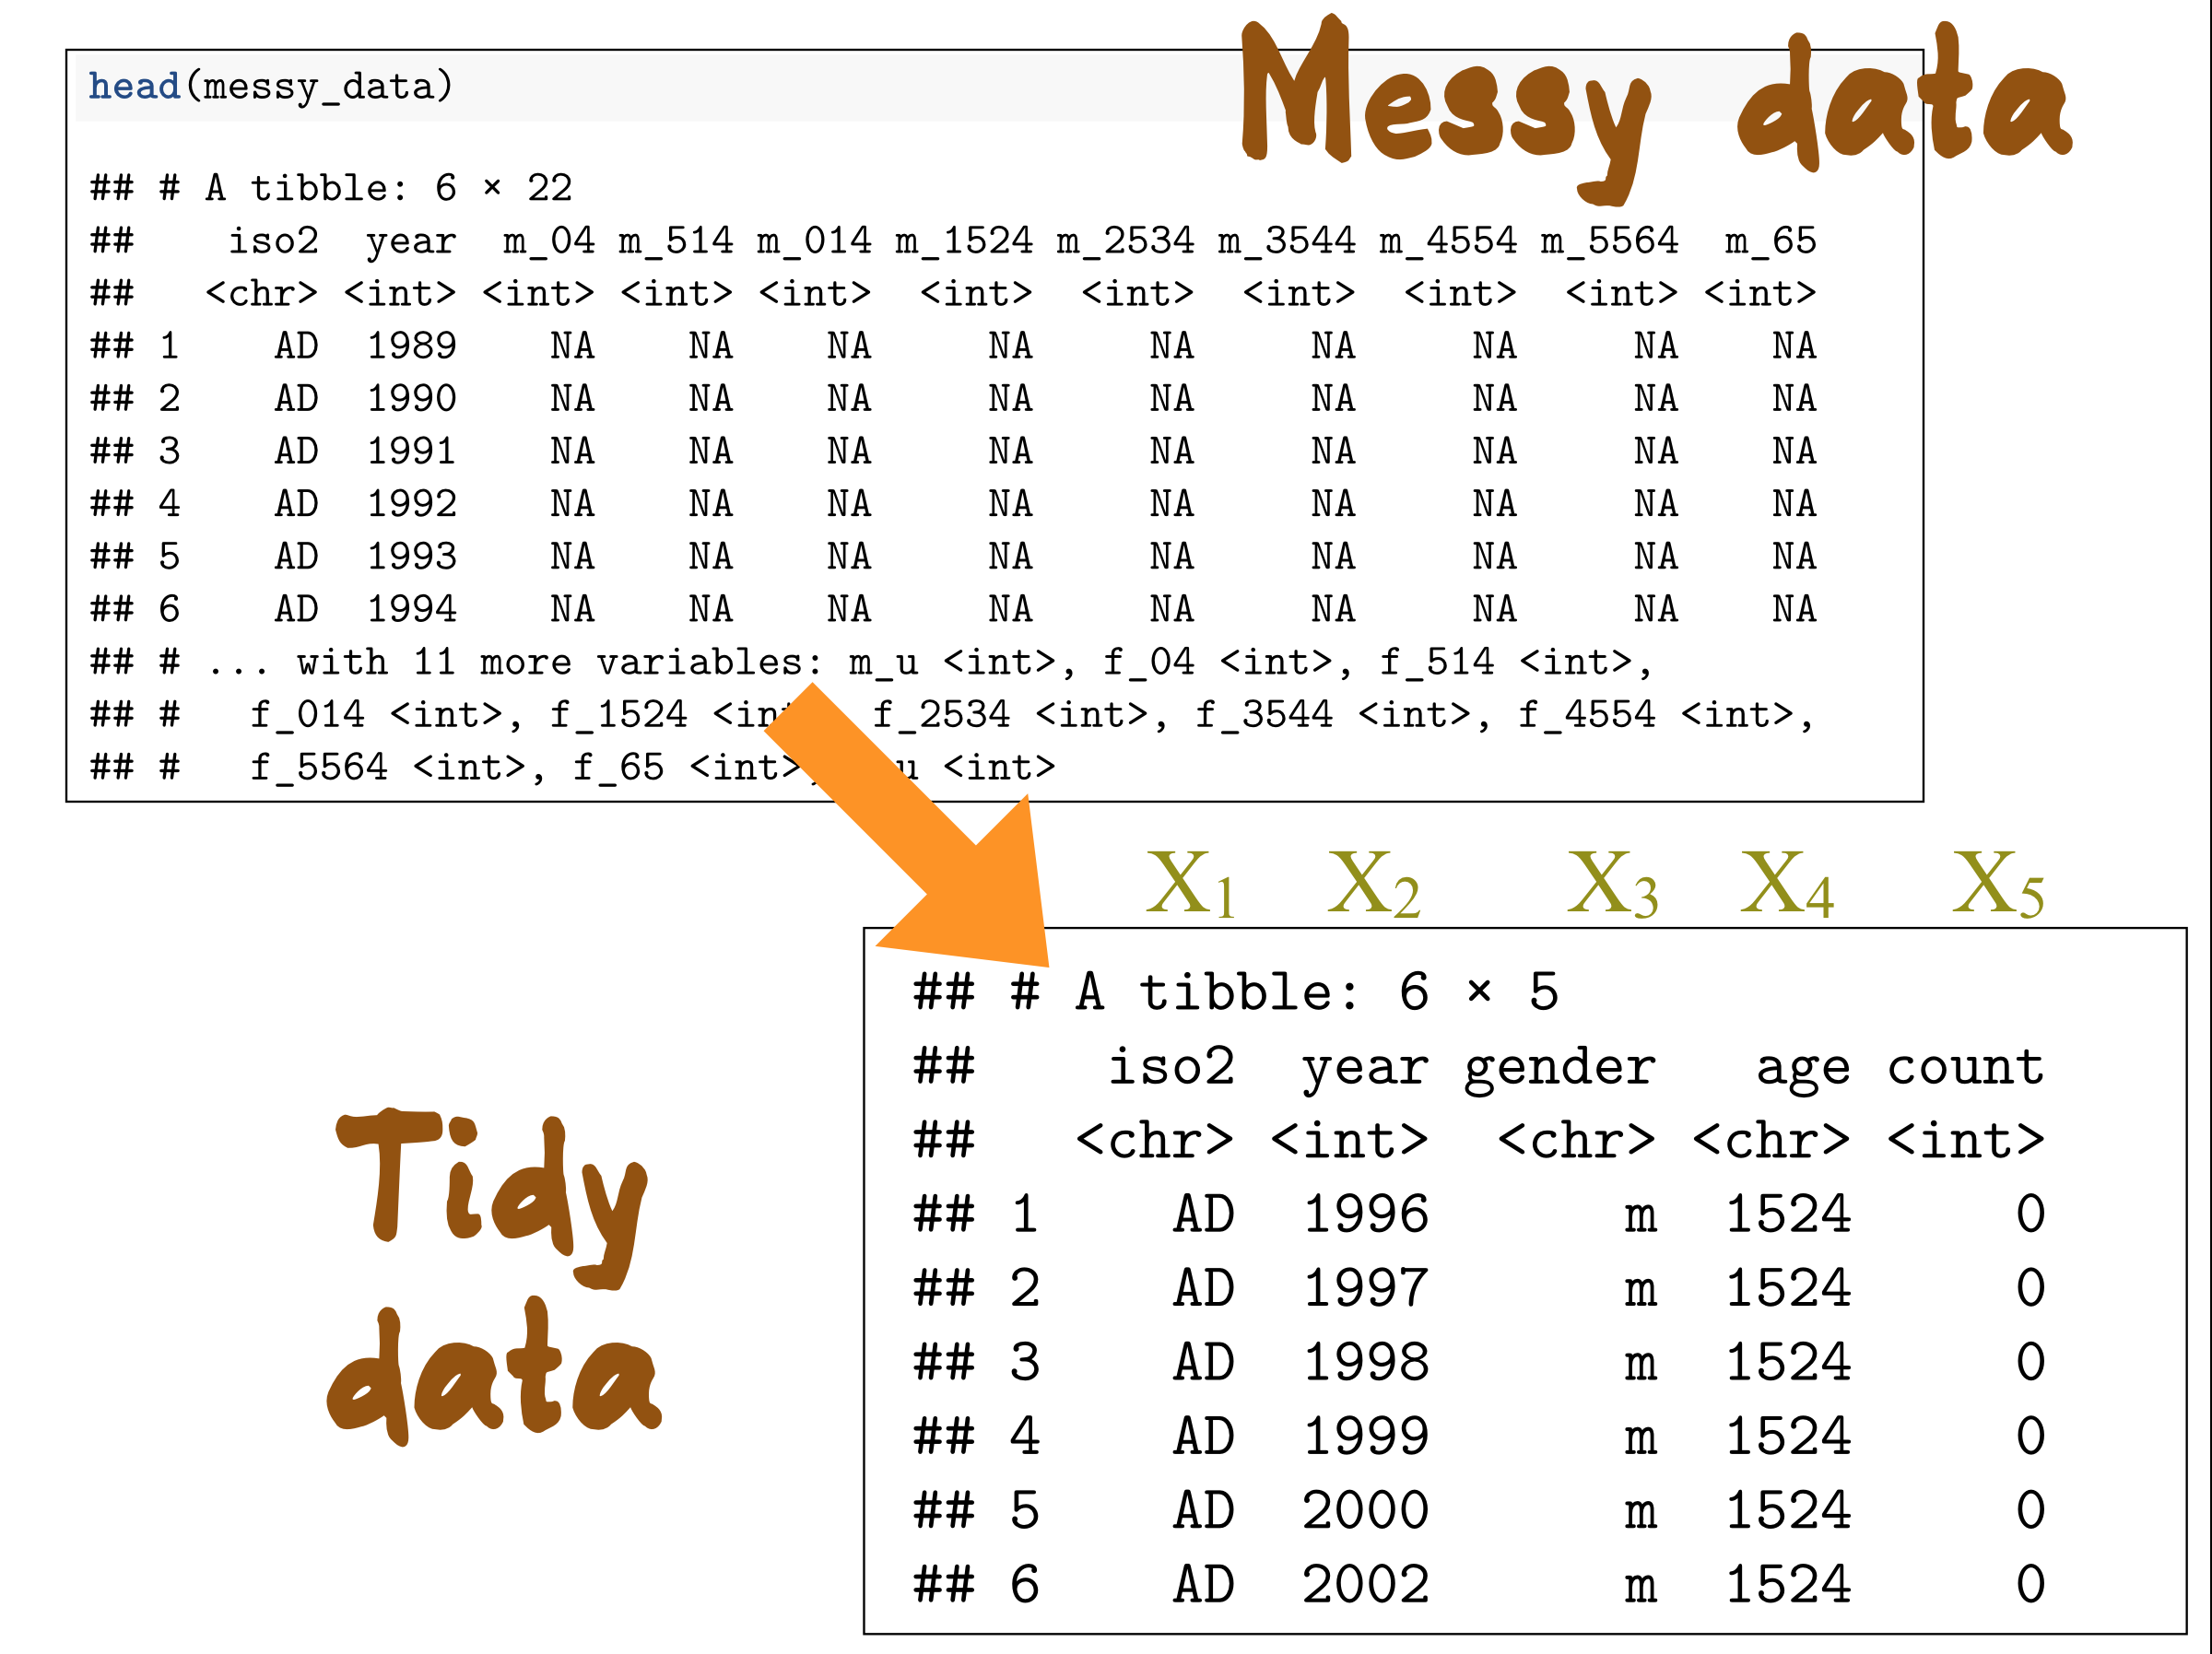 Messy data
head(messy_data)
## # A tibble: 6 × 22
##    iso2  year  m_04 m_514 m_014 m_1524 m_2534 m_3544 m_4554 m_5564  m_65
##   <chr> <int> <int> <int> <int>  <int>  <int>  <int>  <int>  <int> <int>
## 1    AD  1989    NA    NA    NA     NA     NA     NA     NA     NA    NA
## 2    AD  1990    NA    NA    NA     NA     NA     NA     NA     NA    NA
## 3    AD  1991    NA    NA    NA     NA     NA     NA     NA     NA    NA
## 4    AD  1992    NA    NA    NA     NA     NA     NA     NA     NA    NA
## 5    AD  1993    NA    NA    NA     NA     NA     NA     NA     NA    NA
## 6    AD  1994    NA    NA    NA     NA     NA     NA     NA     NA    NA
## # ... with 11 more variables: m_u <int>, f_04 <int>, f_514 <int>,
## #   f_014 <int>, f_1524 f_2534 <int>, f_3544 <int>, f_4554 <int>,
## #   f_5564 <int>, f_65 <int> <int>
X1 X2 X3 X4 X5
## # A tibble: 6 × 5
##    iso2  year gender   age count
##   <chr> <int>  <chr> <chr> <int>
## 1    AD  1996      m  1524     0
## 2    AD  1997      m  1524     0
## 3    AD  1998      m  1524     0
## 4    AD  1999      m  1524     0
## 5    AD  2000      m  1524     0
## 6    AD  2002      m  1524     0
Tidy
data